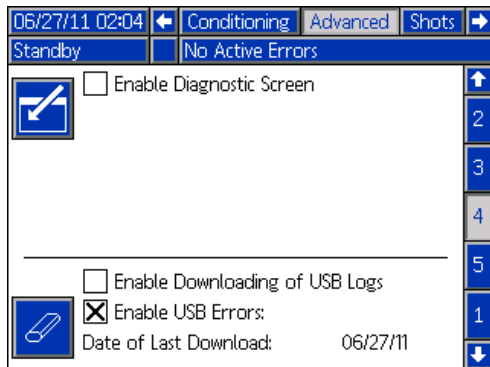 06/27/11 02:04 Conditioning Advanced Shots
Standby No Active Errors
Enable Diagnostic Screen
2
3
4
5
1
Enable Downloading of USB Logs
Enable USB Errors:
Date of Last Download: 06/27/11